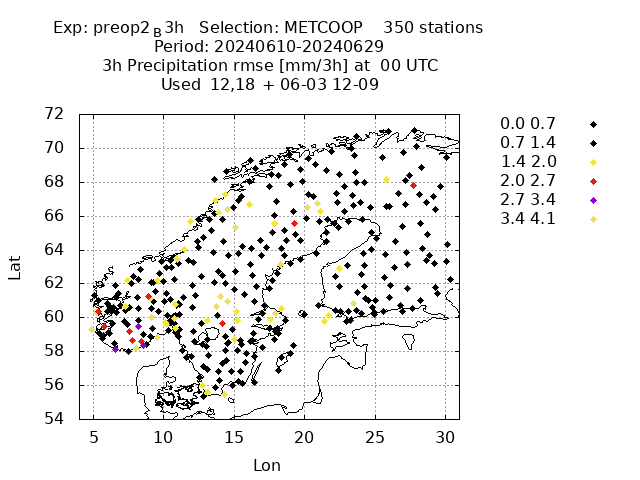 Exp: preop2_B_3h   Selection: METCOOP    350 stations
Period: 20240610-20240629
3h Precipitation rmse [mm/3h] at  00 UTC
Used  12,18 + 06-03 12-09
72
70
68
66
64
62
60
58
56
54
5 10 15 20 25 30
Lat
Lon
0.0 0.7
0.7 1.4
1.4 2.0
2.0 2.7
2.7 3.4
3.4 4.1